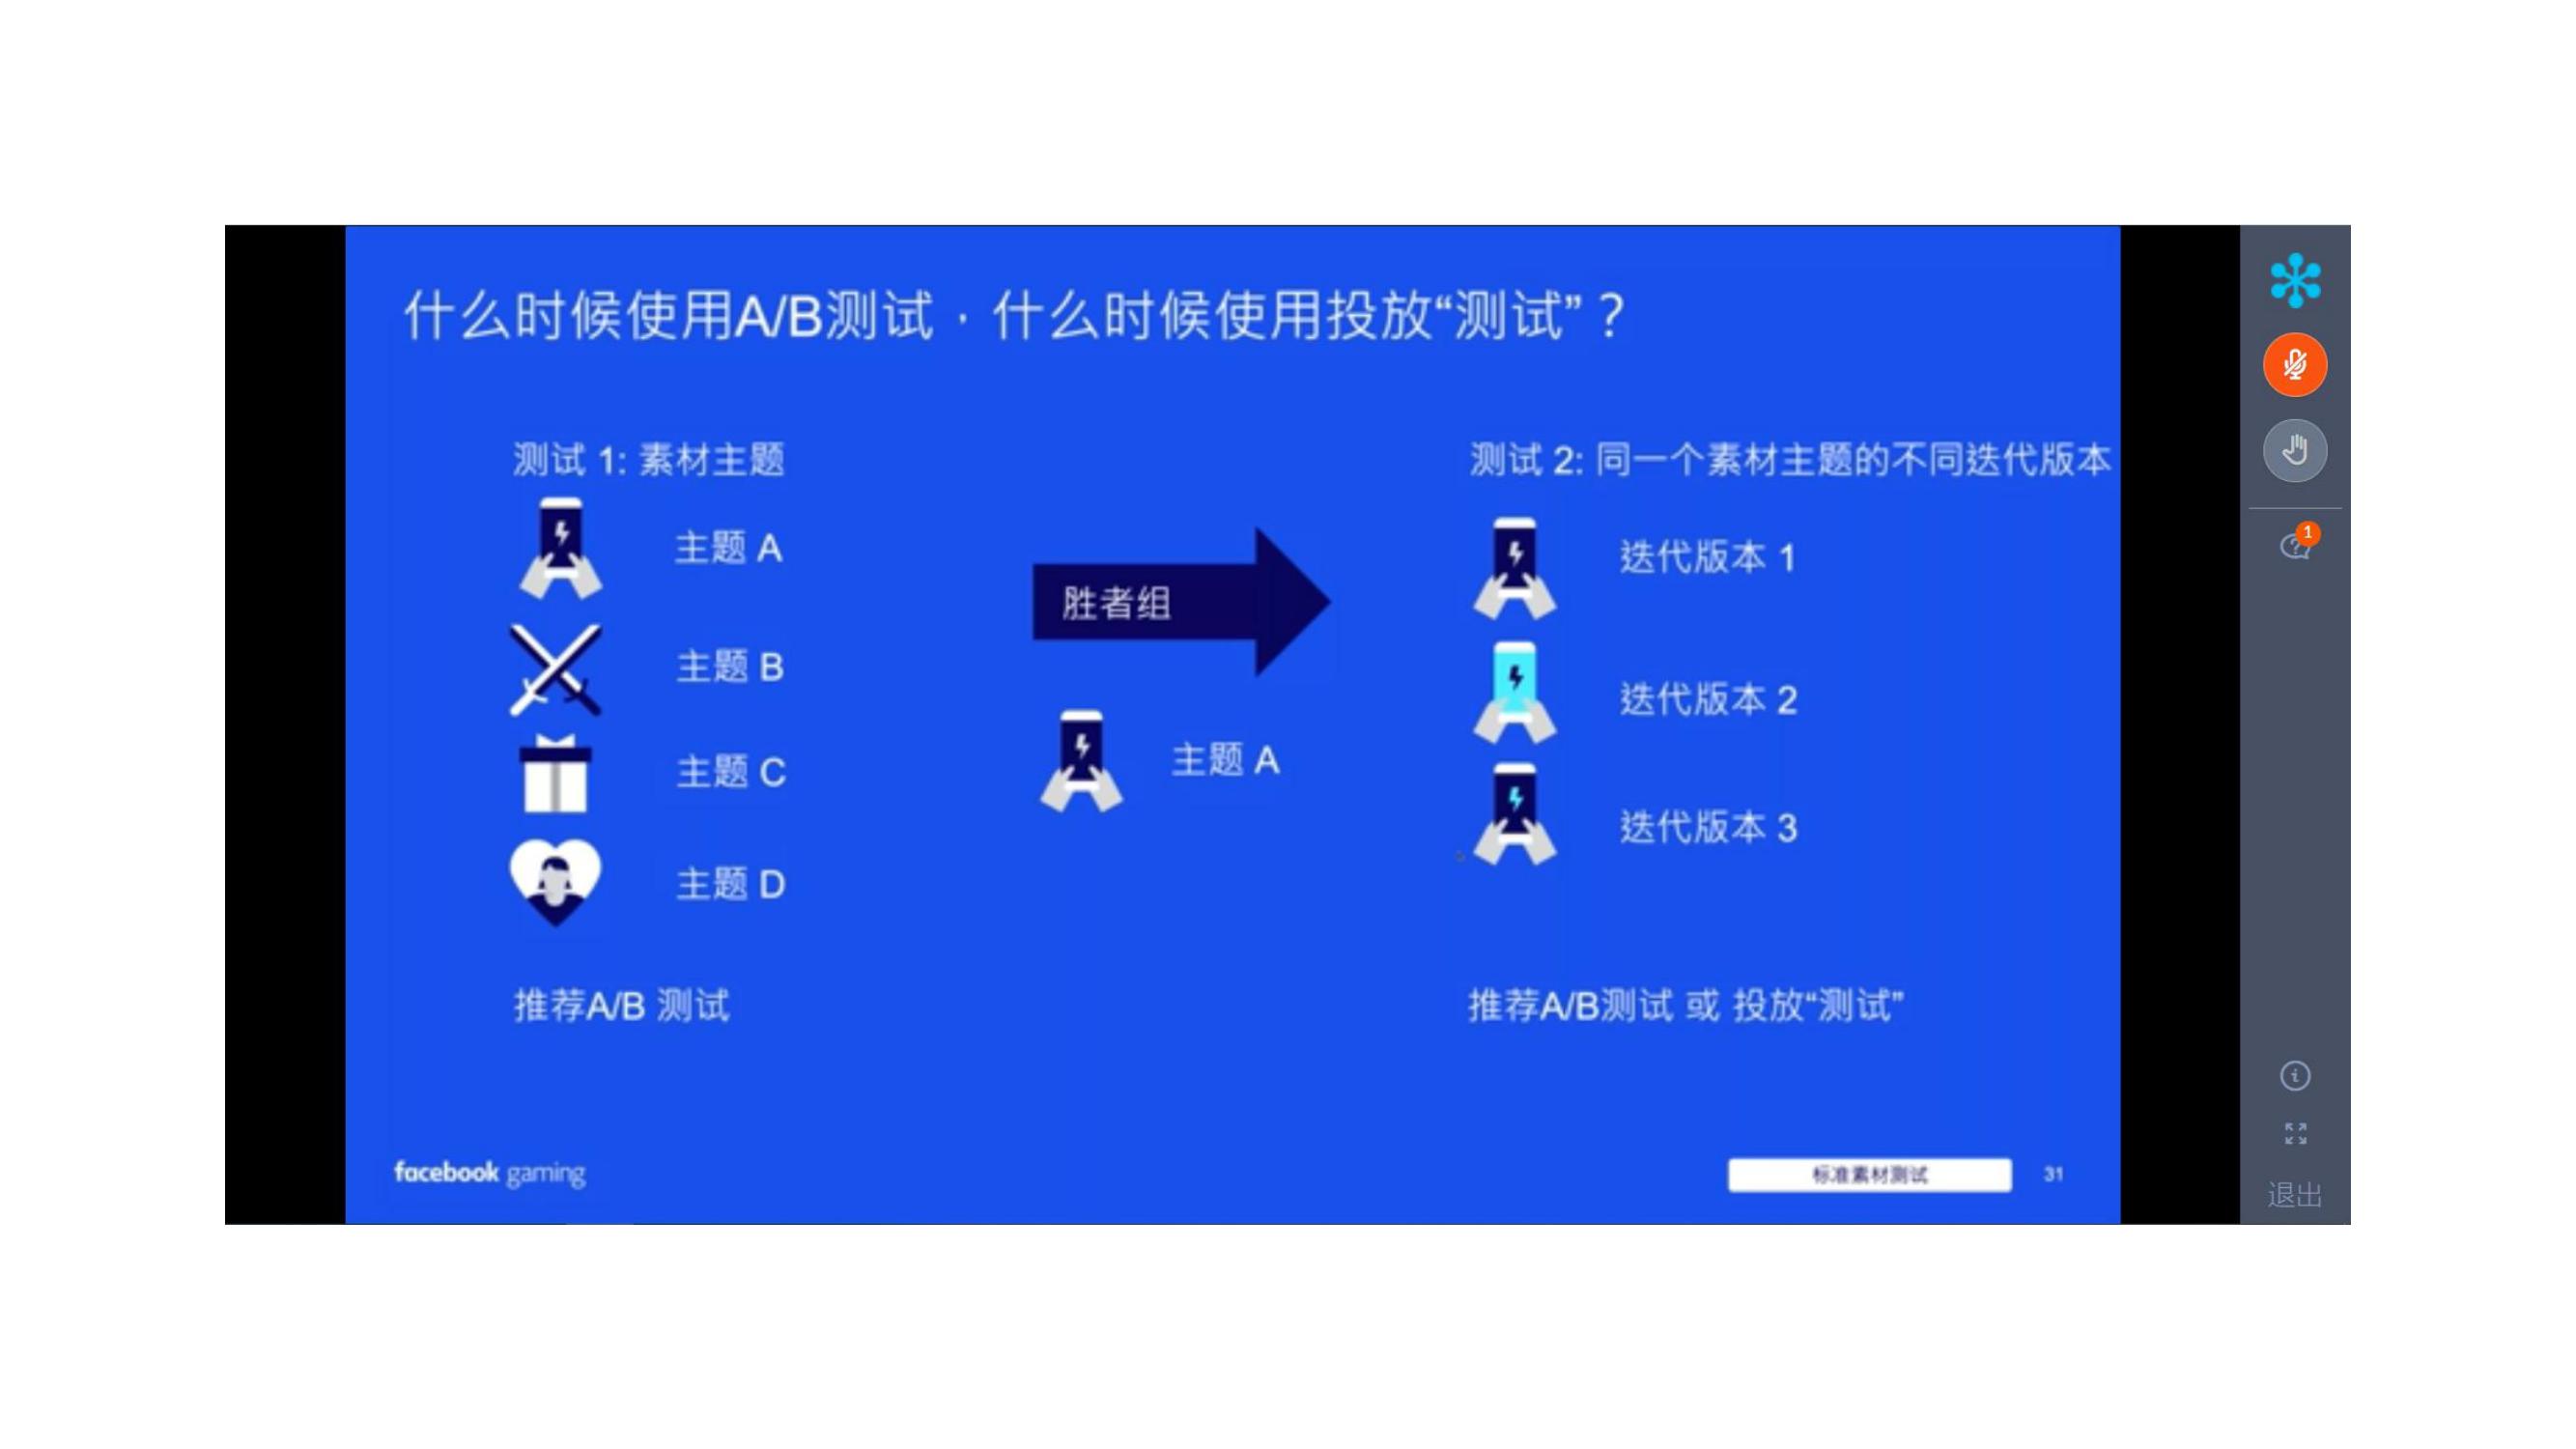 什么时候使用A/B测试，什么时候使用投放“测试”？
测试 1: 素材主题
主题 A
主题 B
主题 C
主题 D
推荐A/B 测试
胜者组
主题 A
测试 2: 同一个素材主题的不同迭代版本
迭代版本 1
迭代版本 2
迭代版本 3
推荐A/B测试 或 投放“测试”
facebook gaming
标准素材测试
31
1
退出